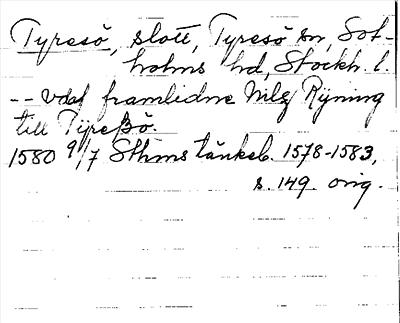 Tyresö, slott, Tyresö sn, Sot-
holms hd, Stockh. l.
-- vdaf framlidne Nilz Ryning
till Tÿreßö.
1580 9/7 Sthms tänkeb. 1578-1583,
s. 149. orig.